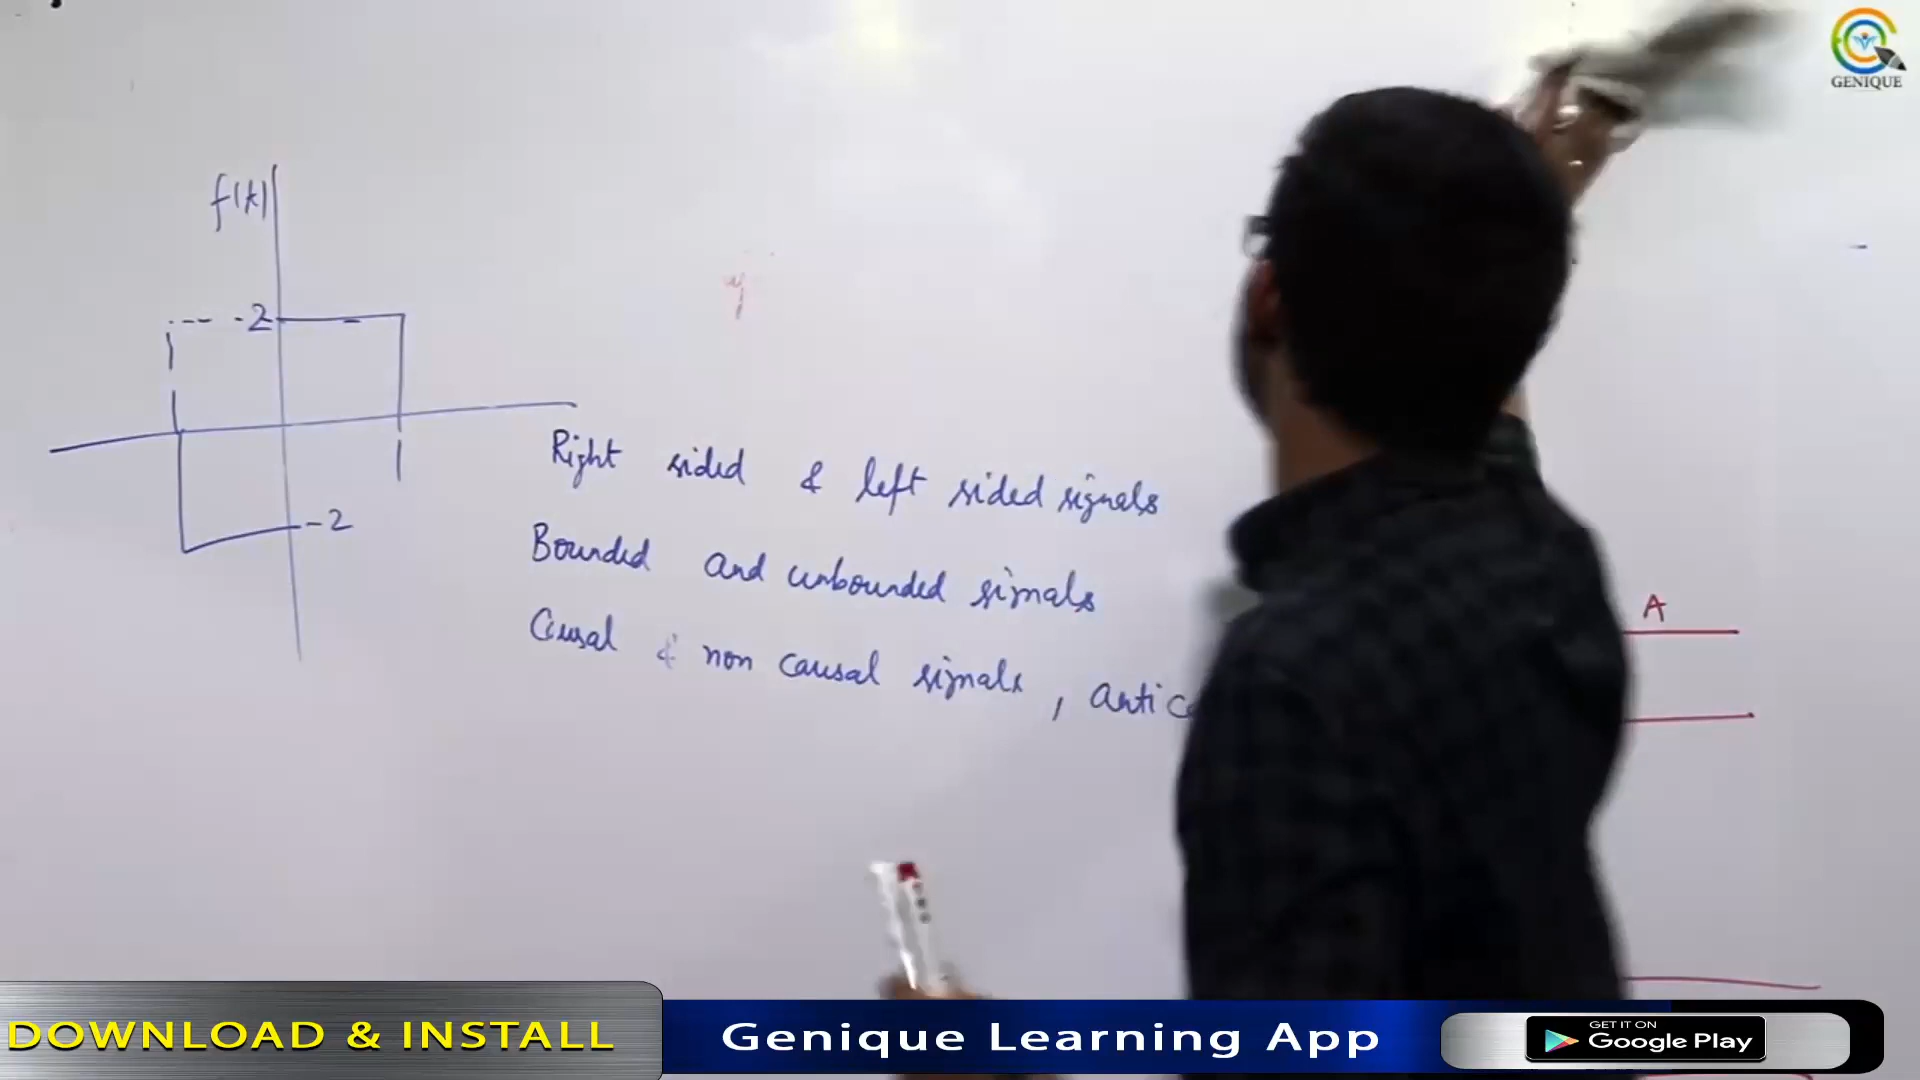 GENIQUE
f(t)
2
-2
Right sided & left sided signals
Bounded and unbounded signals
Causal & non causal signals, anti
A
DOWNLOAD & INSTALL
Genique Learning App
GET IT ON
Google Play